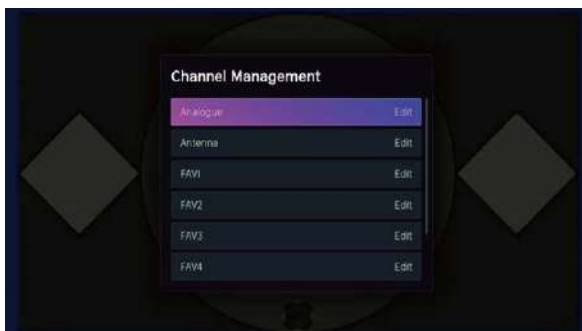 Channel Management
Analogue Edit
Antenna Edit
FAV1 Edit
FAV2 Edit
FAV3 Edit
FAV4 Edit